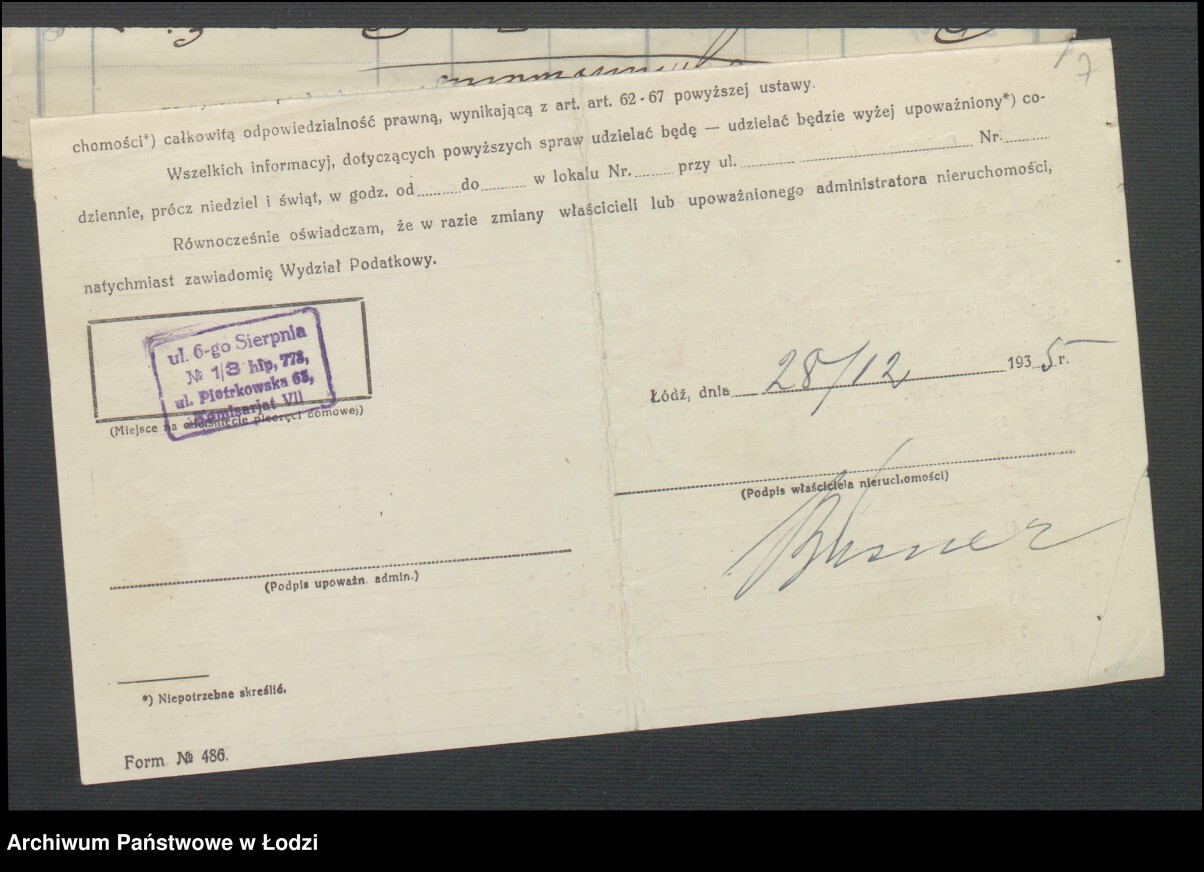 7
chomości*) całkowitą odpowiedzialność prawną, wynikającą z art. art. 62-67 powyższej ustawy.
Wszelkich informacyj, dotyczących powyższych spraw udzielać będę — udzielać będzie wyżej upoważniony*) co-
dziennie, prócz niedziel i świąt, w godz. od........do........ w lokalu Nr........ przy ul. ........................ Nr.........
Równocześnie oświadczam, że w razie zmiany właścicieli lub upoważnionego administratora nieruchomości,
natychmiast zawiadomię Wydział Podatkowy.
ul. 6-go Sierpnia
№ 1/3 hip, 773,
ul. Piotrkowska 63,
Komisarjat VII
(Miejsce na odciśnięcie pieczęci domowej)
Łódź, dnia 28/12 1935 r.
(Podpis właściciela nieruchomości)
(Podpis upoważn. admin.)
*) Niepotrzebne skreślić.
Form. № 486.
Archiwum Państwowe w Łodzi